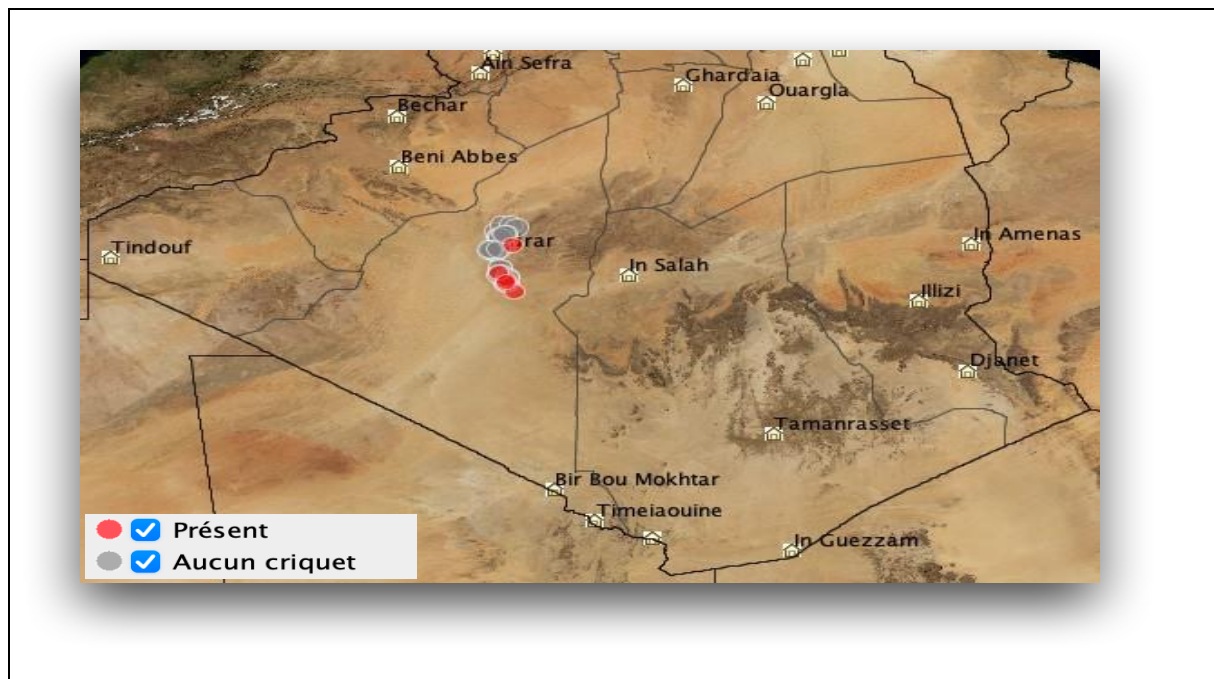 Ain Sefra
Ghardaia
Ouargla
Bechar
Beni Abbes
In Amenas
Tindouf
In Salah
Illizi
Djanet
Tamanrasset
Bir Bou Mokhtar
Timeiaouine
In Guezzam
Présent
Aucun criquet